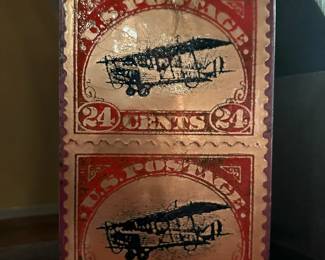 U.S. POSTAGE
24 CENTS 24
U.S. POSTAGE.